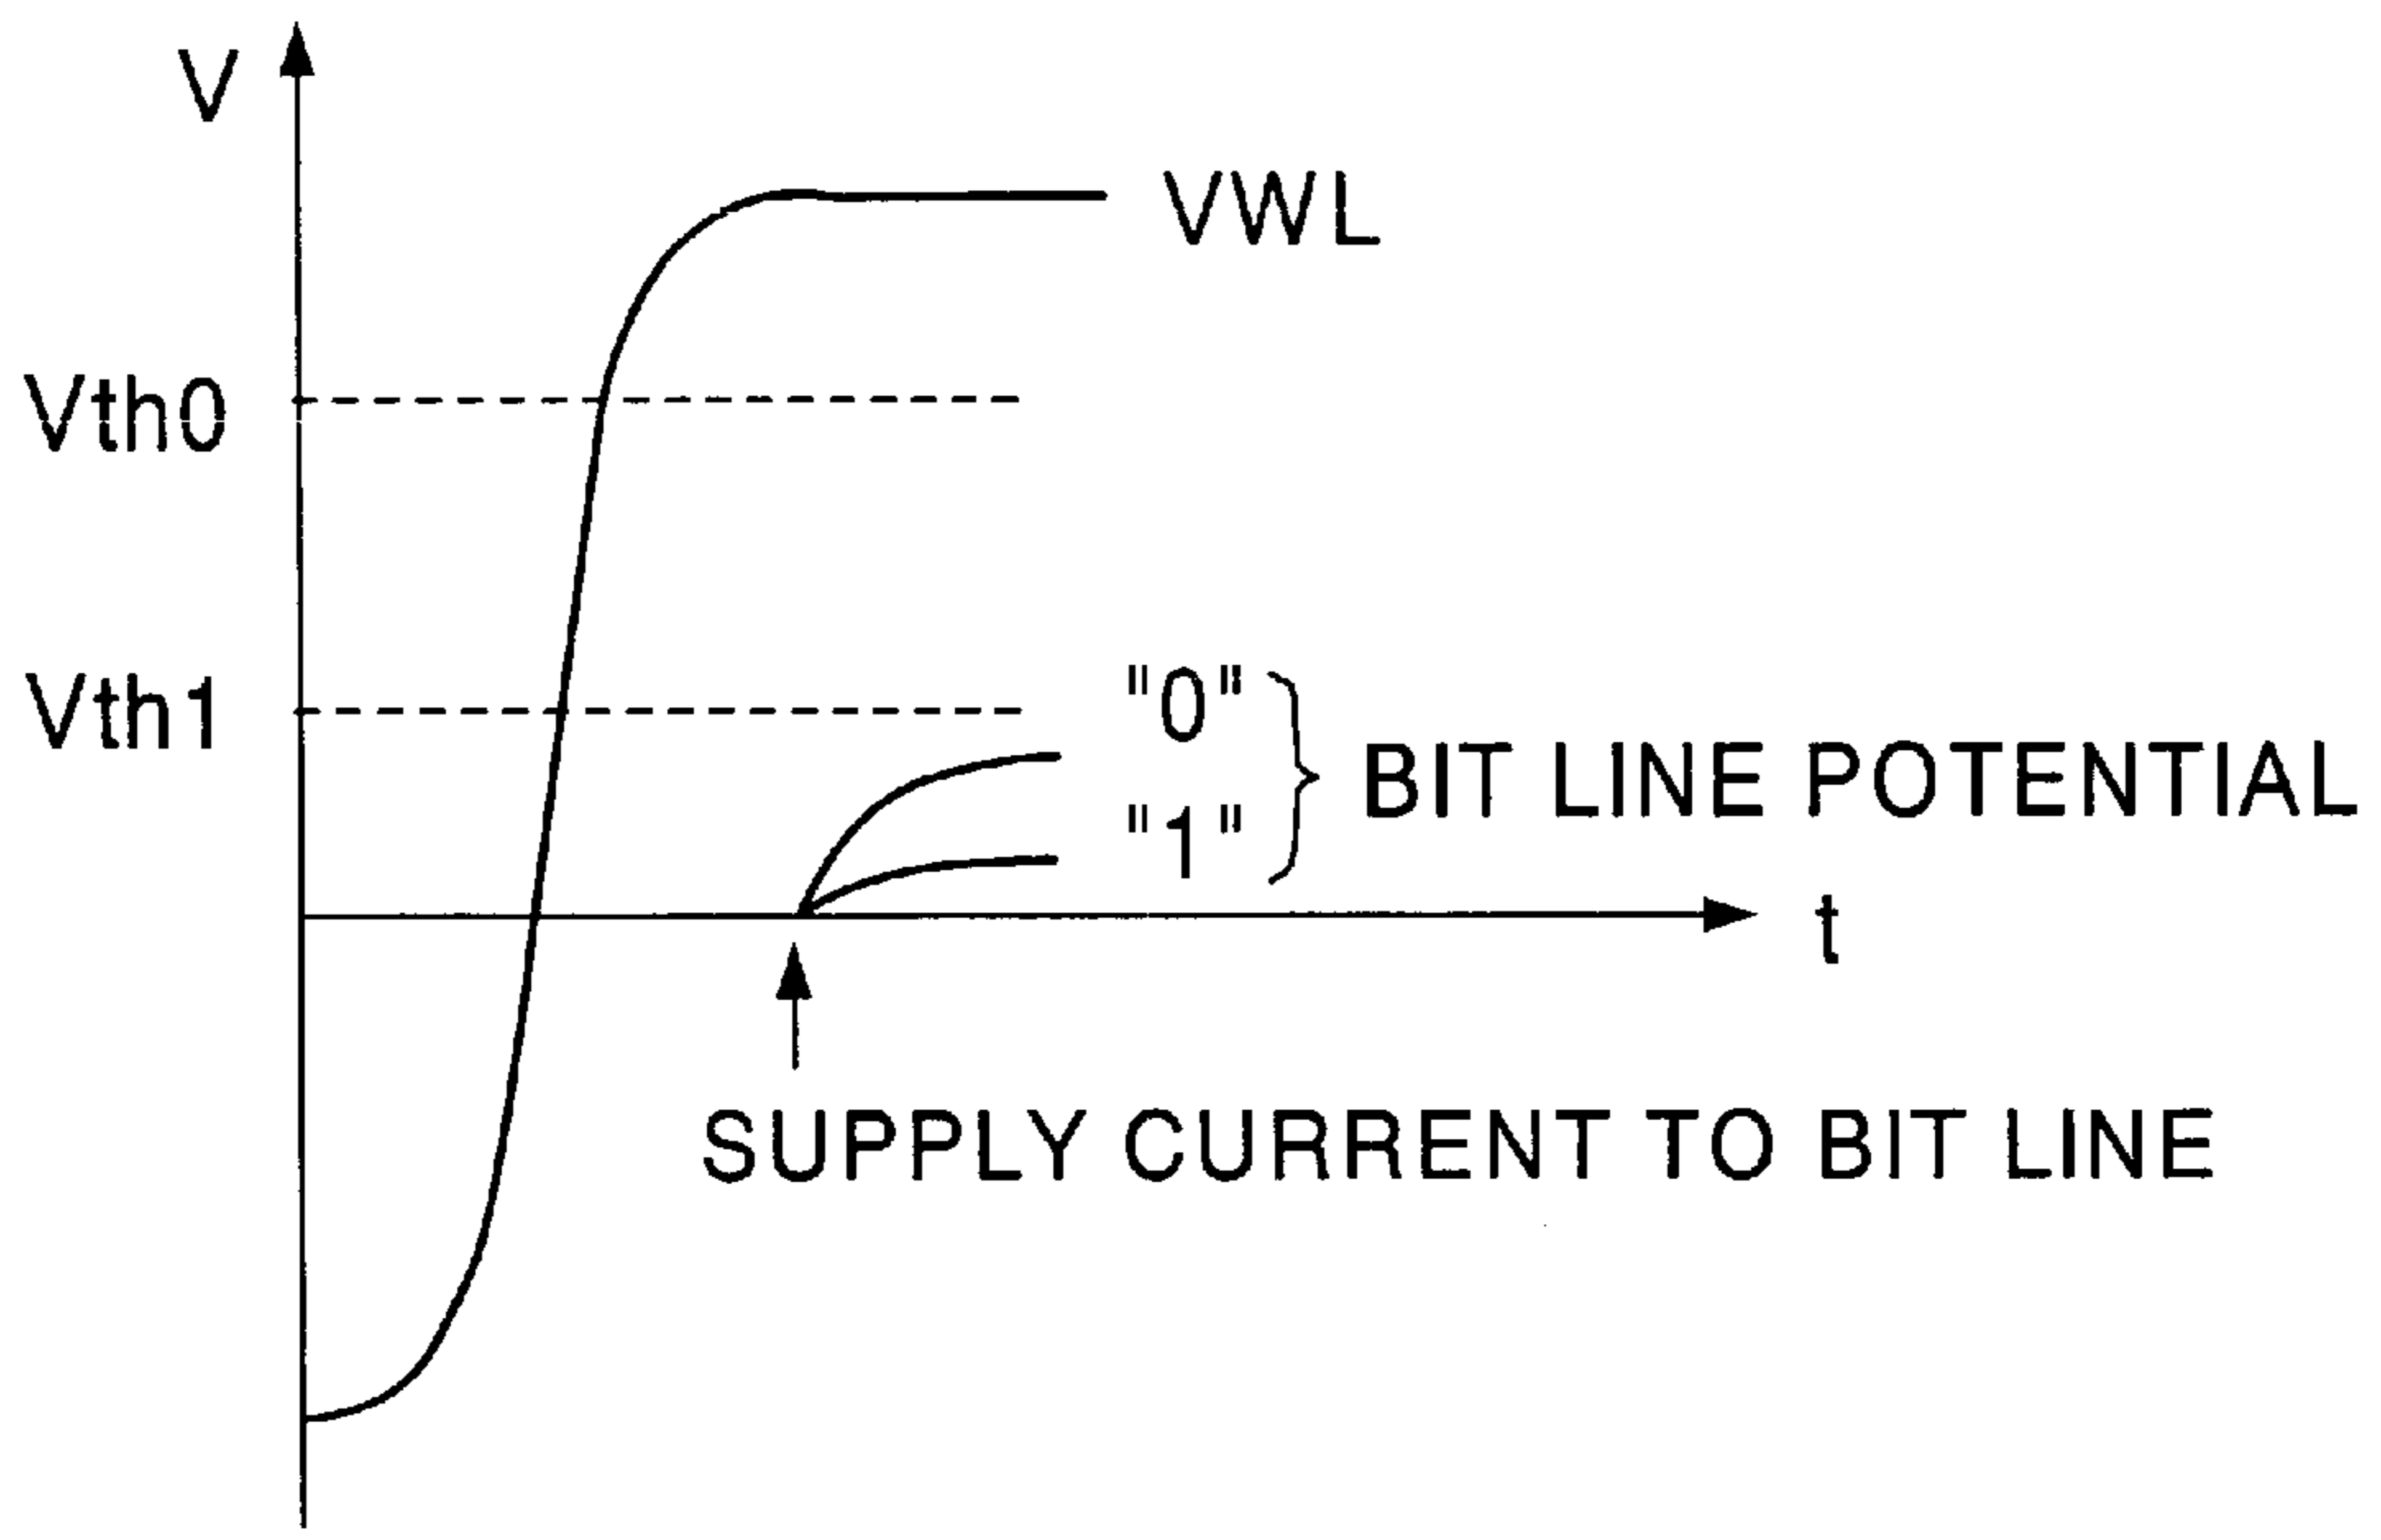 V
VWL
Vth0
Vth1
"0"
"1"
BIT LINE POTENTIAL
t
SUPPLY CURRENT TO BIT LINE